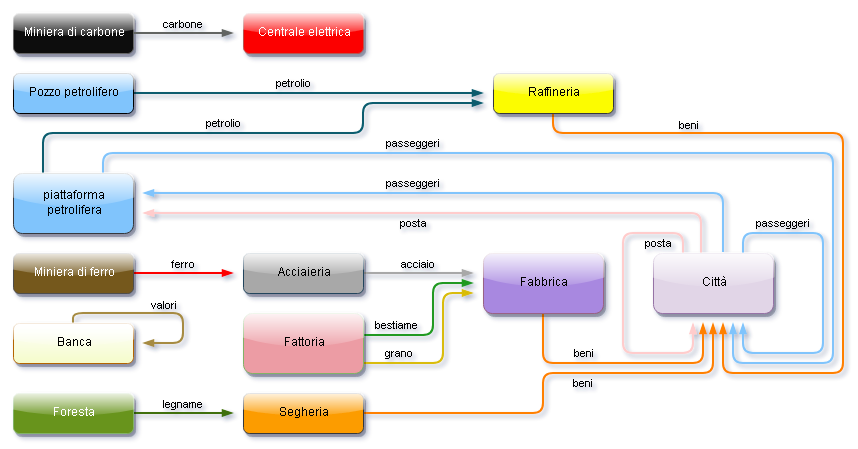 carbone
Miniera di carbone
Centrale elettrica
petrolio
Pozzo petrolifero
Raffineria
petrolio
beni
passeggeri
passeggeri
piattaforma
petrolifera
posta
passeggeri
posta
ferro
acciaio
Miniera di ferro
Acciaieria
Fabbrica
Città
valori
bestiame
Banca
Fattoria
grano
beni
beni
legname
Foresta
Segheria